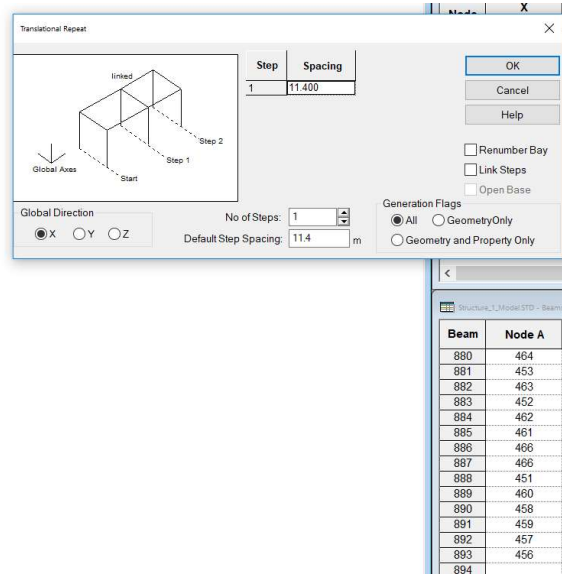 Node X
Translational Repeat
Step Spacing
1 11.400
linked
Step 2
Step 1
Start
Global Axes
OK
Cancel
Help
Renumber Bay
Link Steps
Open Base
Global Direction
X Y Z
No of Steps: 1
Default Step Spacing: 11.4 m
Generation Flags
All GeometryOnly
Geometry and Property Only
Structure_1_Model.STD - Beam
Beam Node A
880 464
881 453
882 463
883 452
884 462
885 461
886 466
887 466
888 451
889 460
890 458
891 459
892 457
893 456
894